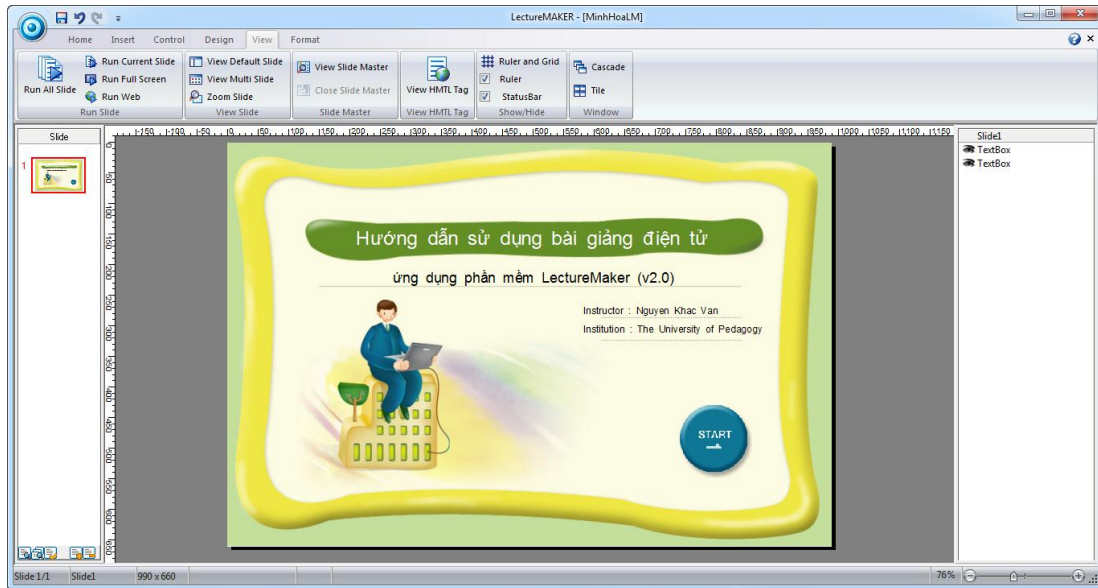 LectureMAKER - [MinhHoaLM]
Home Insert Control Design View Format
Run All Slide
Run Current Slide
Run Full Screen
Run Web
Run Slide
View Default Slide
View Multi Slide
Zoom Slide
View Slide
View Slide Master
Close Slide Master
Slide Master
View HMTL Tag
View HMTL Tag
Ruler and Grid
Ruler
StatusBar
Show/Hide
Cascade
Tile
Window
Slide
1
Hướng dẫn sử dụng bài giảng điện tử
ứng dụng phần mềm LectureMaker (v2.0)
Instructor : Nguyen Khac Van
Institution : The University of Pedagogy
START
Slide1
TextBox
TextBox
Slide 1/1 Slide1 990 x 660 76%